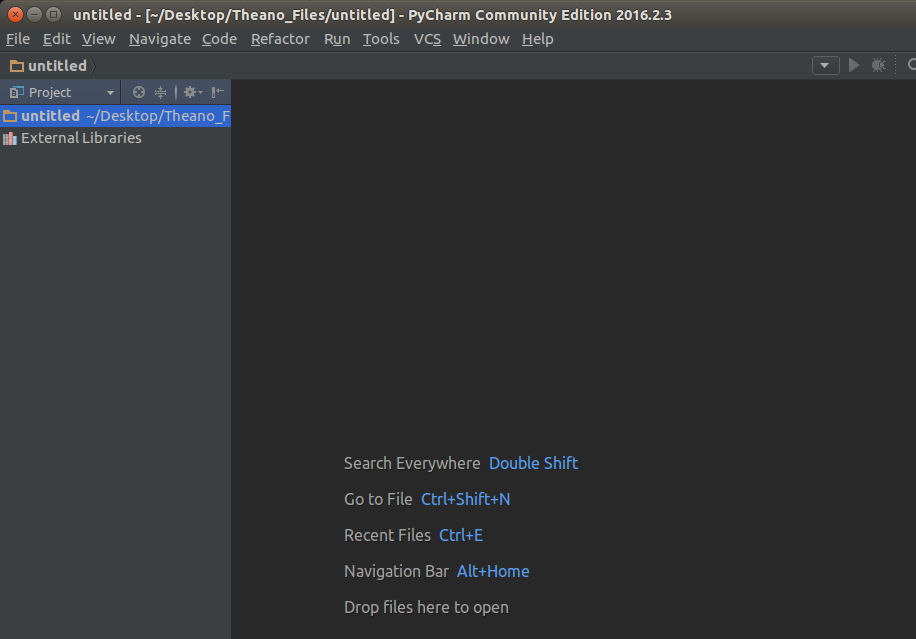 untitled - [~/Desktop/Theano_Files/untitled] - PyCharm Community Edition 2016.2.3
File Edit View Navigate Code Refactor Run Tools VCS Window Help
untitled
Project
untitled ~/Desktop/Theano_F
External Libraries
Search Everywhere Double Shift
Go to File Ctrl+Shift+N
Recent Files Ctrl+E
Navigation Bar Alt+Home
Drop files here to open